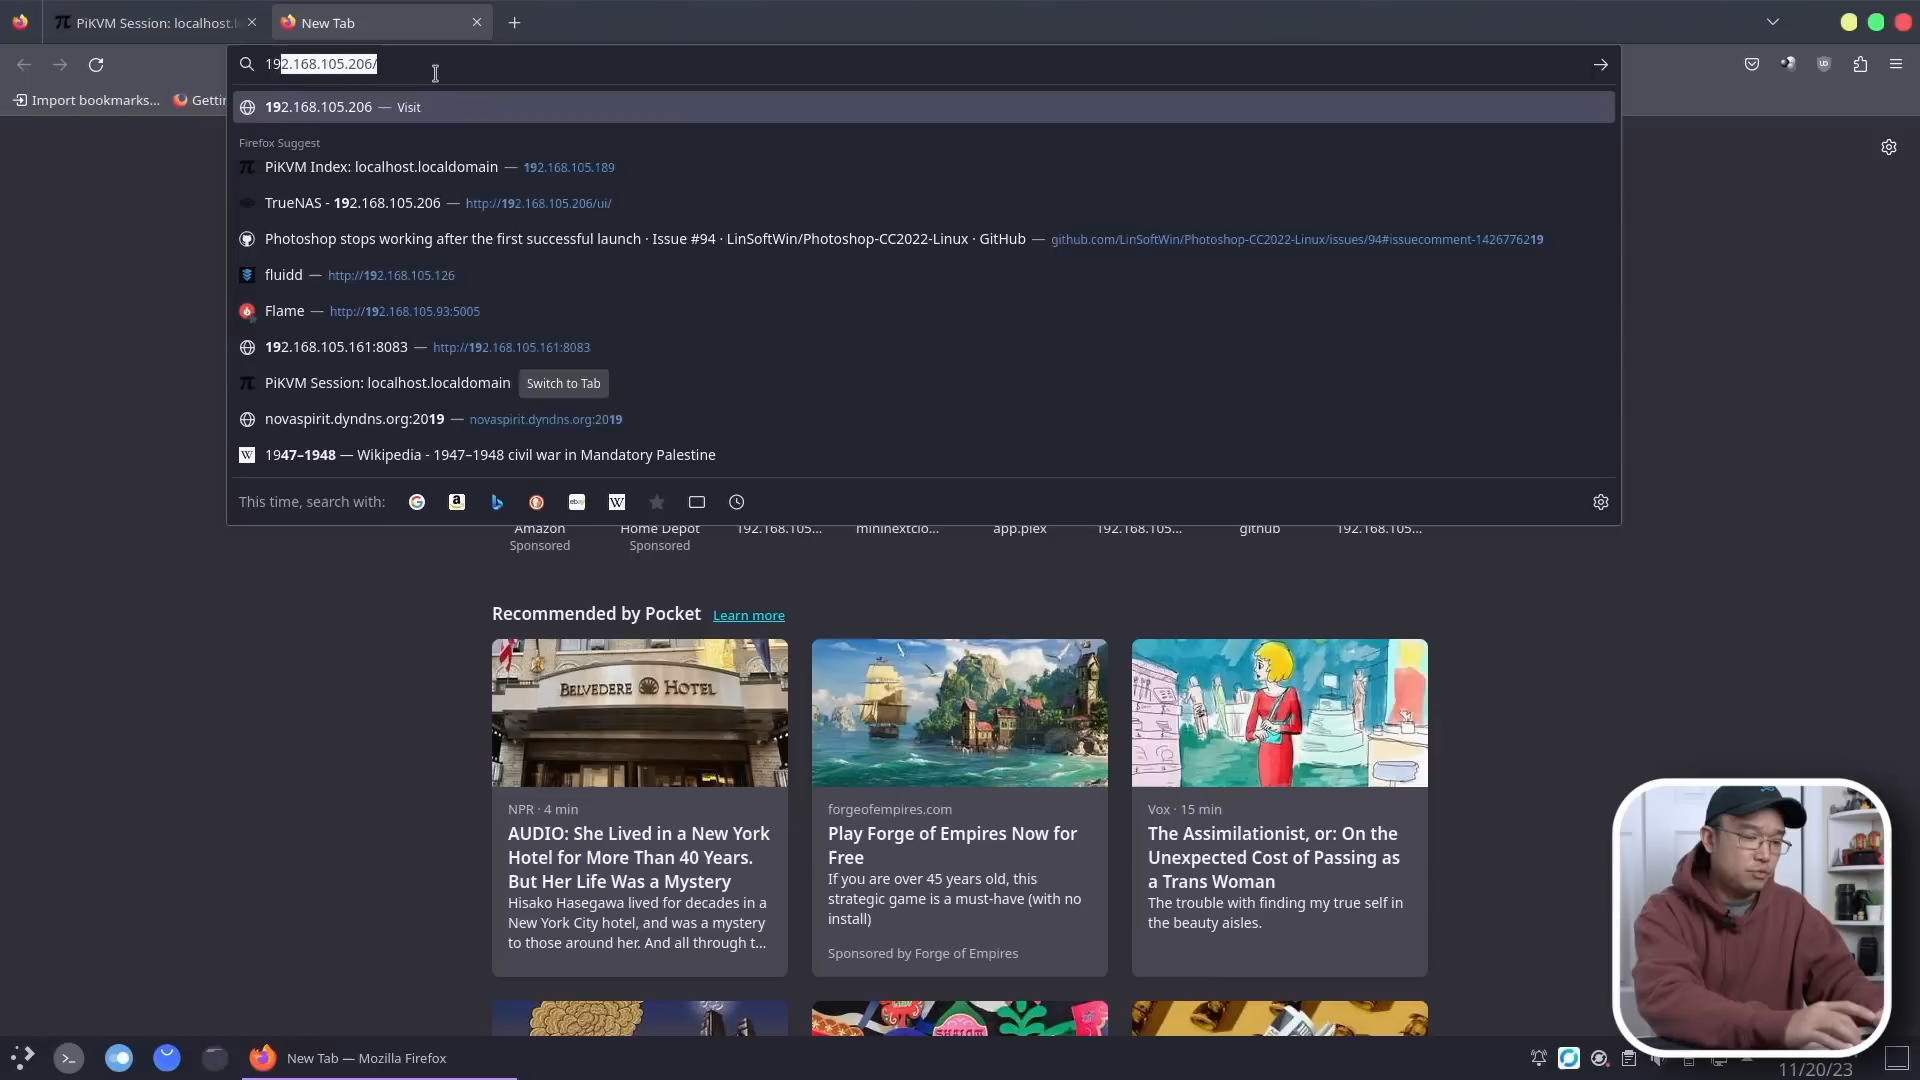 PiKVM Session: localhost.l
New Tab
192.168.105.206/
Import bookmarks...
Gettin
192.168.105.206 — Visit
Firefox Suggest
PiKVM Index: localhost.localdomain — 192.168.105.189
TrueNAS - 192.168.105.206 — http://192.168.105.206/ui/
Photoshop stops working after the first successful launch · Issue #94 · LinSoftWin/Photoshop-CC2022-Linux · GitHub — github.com/LinSoftWin/Photoshop-CC2022-Linux/issues/94#issuecomment-1426776219
fluidd — http://192.168.105.126
Flame — http://192.168.105.93:5005
192.168.105.161:8083 — http://192.168.105.161:8083
PiKVM Session: localhost.localdomain Switch to Tab
novaspirit.dyndns.org:2019 — novaspirit.dyndns.org:2019
1947–1948 — Wikipedia - 1947–1948 civil war in Mandatory Palestine
This time, search with:
Amazon
Sponsored
Home Depot
Sponsored
192.168.105...
mininextclo...
app.plex
192.168.105...
github
192.168.105...
Recommended by Pocket Learn more
BELVEDERE HOTEL
NPR · 4 min
AUDIO: She Lived in a New York
Hotel for More Than 40 Years.
But Her Life Was a Mystery
Hisako Hasegawa lived for decades in a
New York City hotel, and was a mystery
to those around her. And all through t...
forgeofempires.com
Play Forge of Empires Now for
Free
If you are over 45 years old, this
strategic game is a must-have (with no
install)
Sponsored by Forge of Empires
Vox · 15 min
The Assimilationist, or: On the
Unexpected Cost of Passing as
a Trans Woman
The trouble with finding my true self in
the beauty aisles.
New Tab — Mozilla Firefox
11/20/23